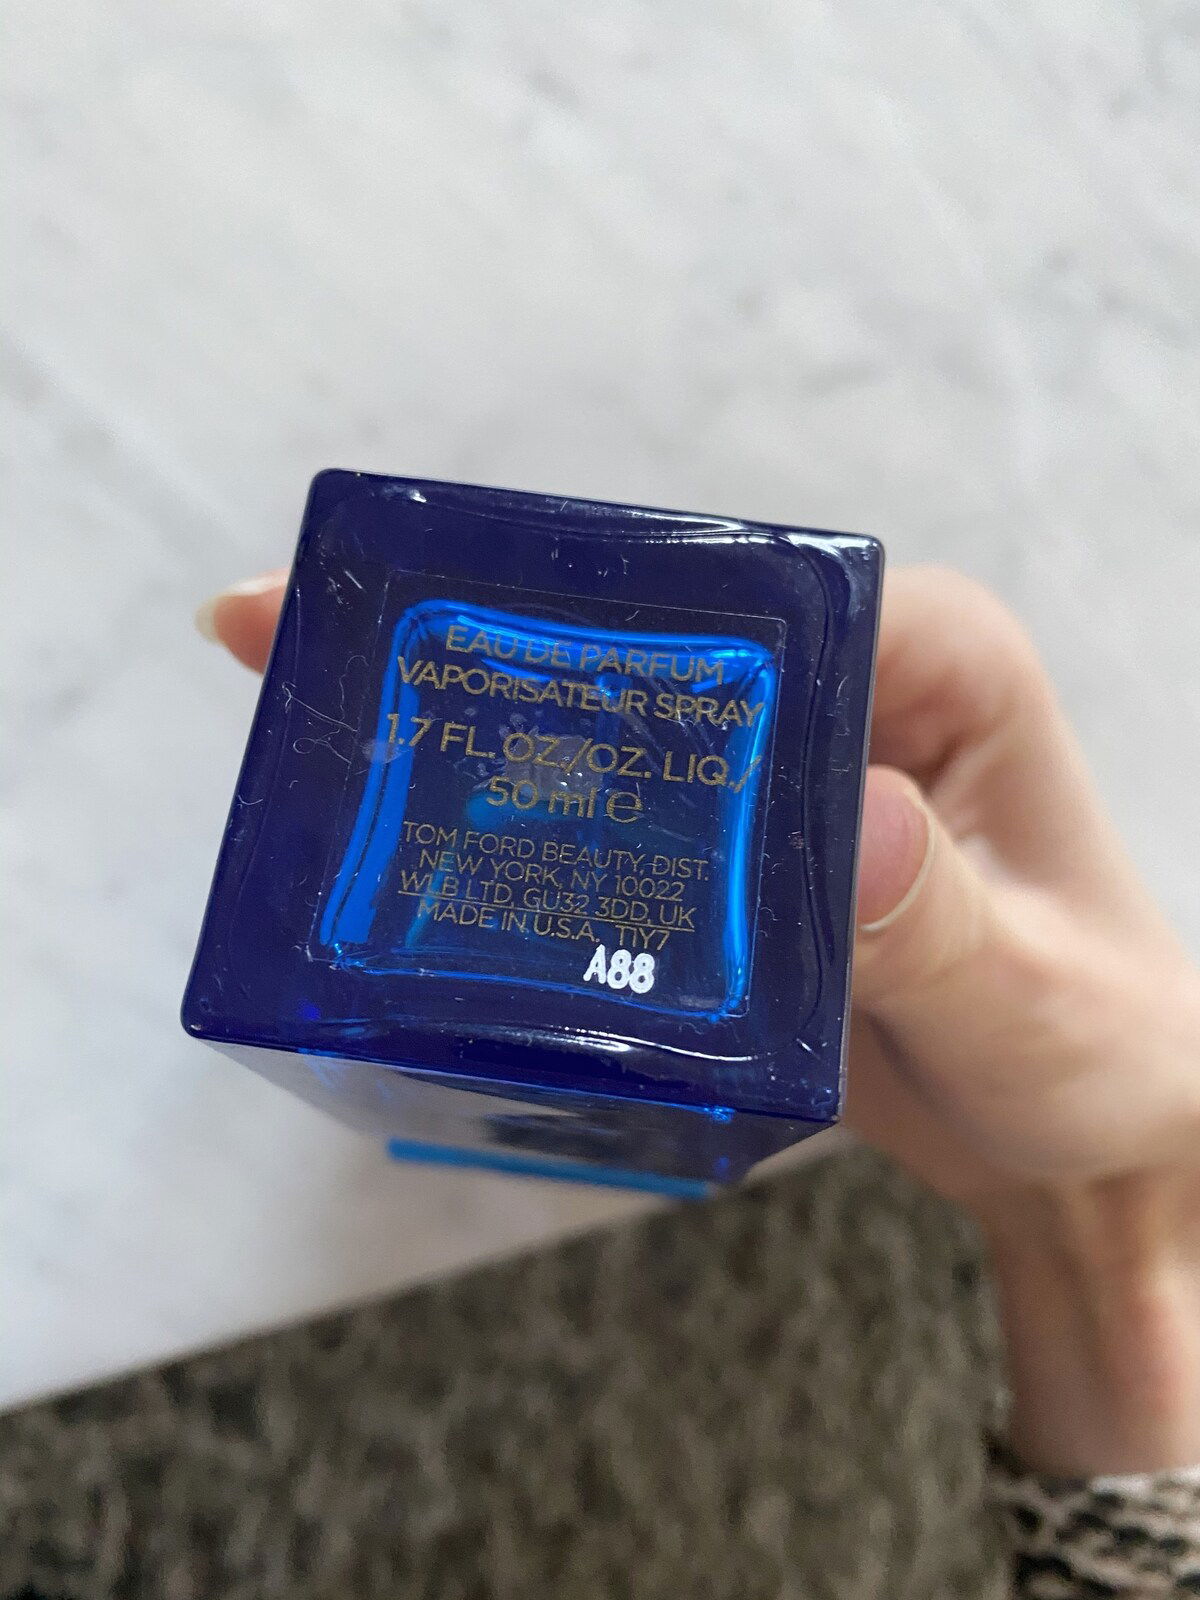 EAU DE PARFUM
VAPORISATEUR SPRAY
1.7 FL. OZ./OZ. LIQ./
50 ml ℮
TOM FORD BEAUTY, DIST.
NEW YORK, NY 10022
WLB LTD, GU32 3DD, UK
MADE IN U.S.A. T1Y7
A88